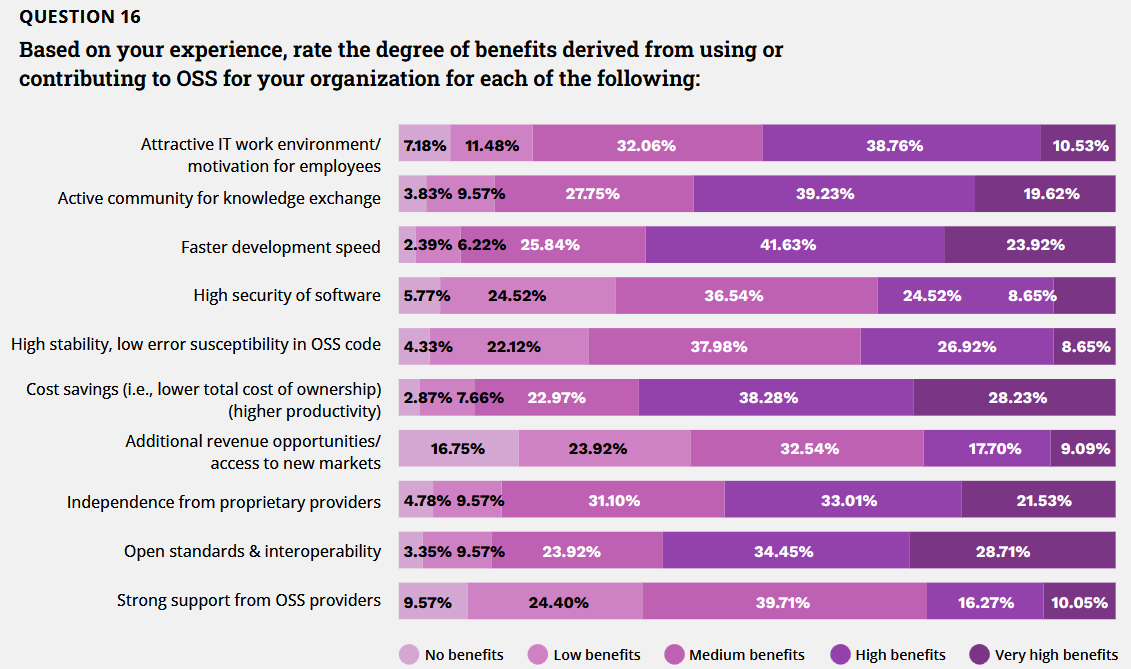 QUESTION 16
Based on your experience, rate the degree of benefits derived from using or
contributing to OSS for your organization for each of the following:
Attractive IT work environment/
motivation for employees
7.18% 11.48% 32.06% 38.76% 10.53%
Active community for knowledge exchange
3.83% 9.57% 27.75% 39.23% 19.62%
Faster development speed
2.39% 6.22% 25.84% 41.63% 23.92%
High security of software
5.77% 24.52% 36.54% 24.52% 8.65%
High stability, low error susceptibility in OSS code
4.33% 22.12% 37.98% 26.92% 8.65%
Cost savings (i.e., lower total cost of ownership)
(higher productivity)
2.87% 7.66% 22.97% 38.28% 28.23%
Additional revenue opportunities/
access to new markets
16.75% 23.92% 32.54% 17.70% 9.09%
Independence from proprietary providers
4.78% 9.57% 31.10% 33.01% 21.53%
Open standards & interoperability
3.35% 9.57% 23.92% 34.45% 28.71%
Strong support from OSS providers
9.57% 24.40% 39.71% 16.27% 10.05%
No benefits Low benefits Medium benefits High benefits Very high benefits